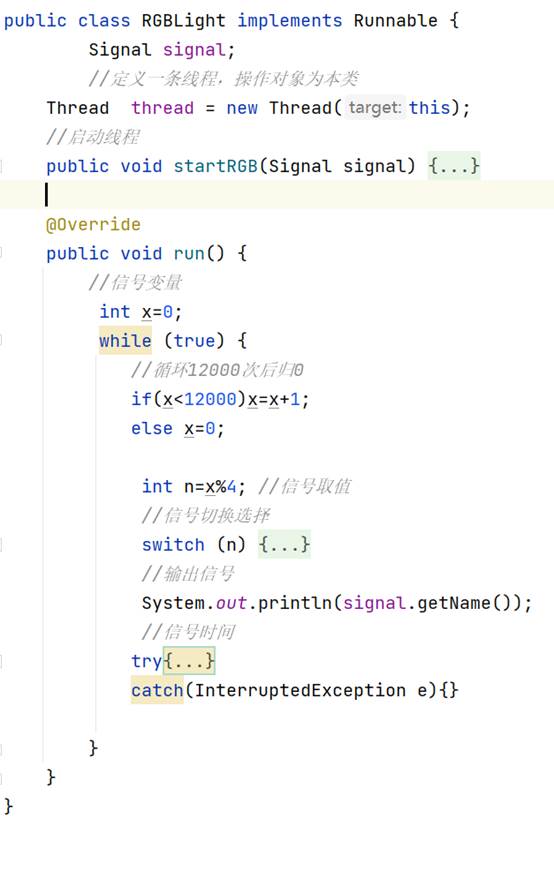 public class RGBLight implements Runnable {
Signal signal;
//定义一条线程，操作对象为本类
Thread thread = new Thread( target: this);
//启动线程
public void startRGB(Signal signal) {...}
@Override
public void run() {
//信号变量
int x=0;
while (true) {
//循环12000次后归0
if(x<12000)x=x+1;
else x=0;
int n=x%4; //信号取值
//信号切换选择
switch (n) {...}
//输出信号
System.out.println(signal.getName());
//信号时间
try{...}
catch(InterruptedException e){}
}
}
}